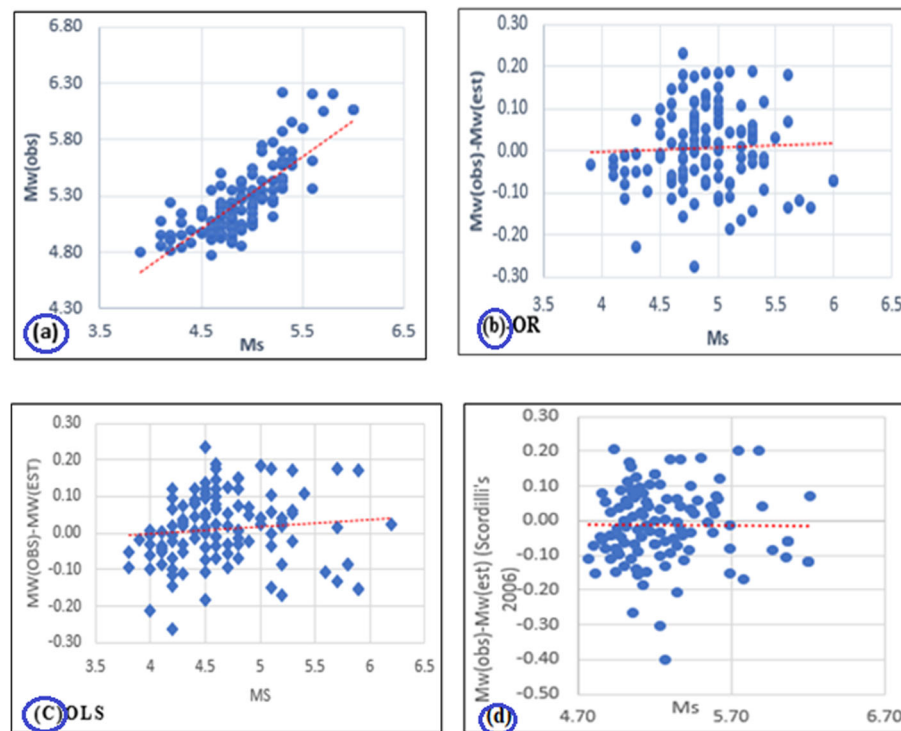 6.80
6.30
5.80
5.30
4.80
4.30
Mw(obs)
3.5 4.5 5.5 6.5
Ms
(a)
0.30
0.20
0.10
0.00
-0.10
-0.20
-0.30
Mw(obs)-Mw(est)
3.5 4 4.5 5 5.5 6 6.5
Ms
(b)-OR
0.30
0.20
0.10
0.00
-0.10
-0.20
-0.30
MW(OBS)-MW(EST)
3.5 4 4.5 5 5.5 6 6.5
MS
(C)OLS
0.30
0.20
0.10
0.00
-0.10
-0.20
-0.30
-0.40
-0.50
Mw(obs)-Mw(est) (Scordilli's
2006)
4.70 5.70 6.70
Ms
(d)